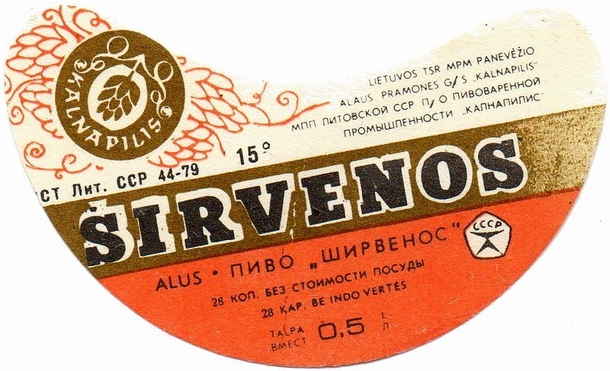 KALNAPILIS
LIETUVOS TSR MPM PANEVĖŽIO
ALAUS PRAMONĖS G/S „KALNAPILIS"
МПП ЛИТОВСКОЙ ССР П/О ПИВОВАРЕННОЙ
ПРОМЫШЛЕННОСТИ „КАЛНАПИЛИС"
СТ Лит. ССР 44-79 15°
ŠIRVENOS
ALUS • ПИВО „ШИРВЕНОС"
СССР
28 КОП. БЕЗ СТОИМОСТИ ПОСУДЫ
28 KAP. BE INDO VERTĖS
TALPA 0,5 L
ВМЕСТ Л